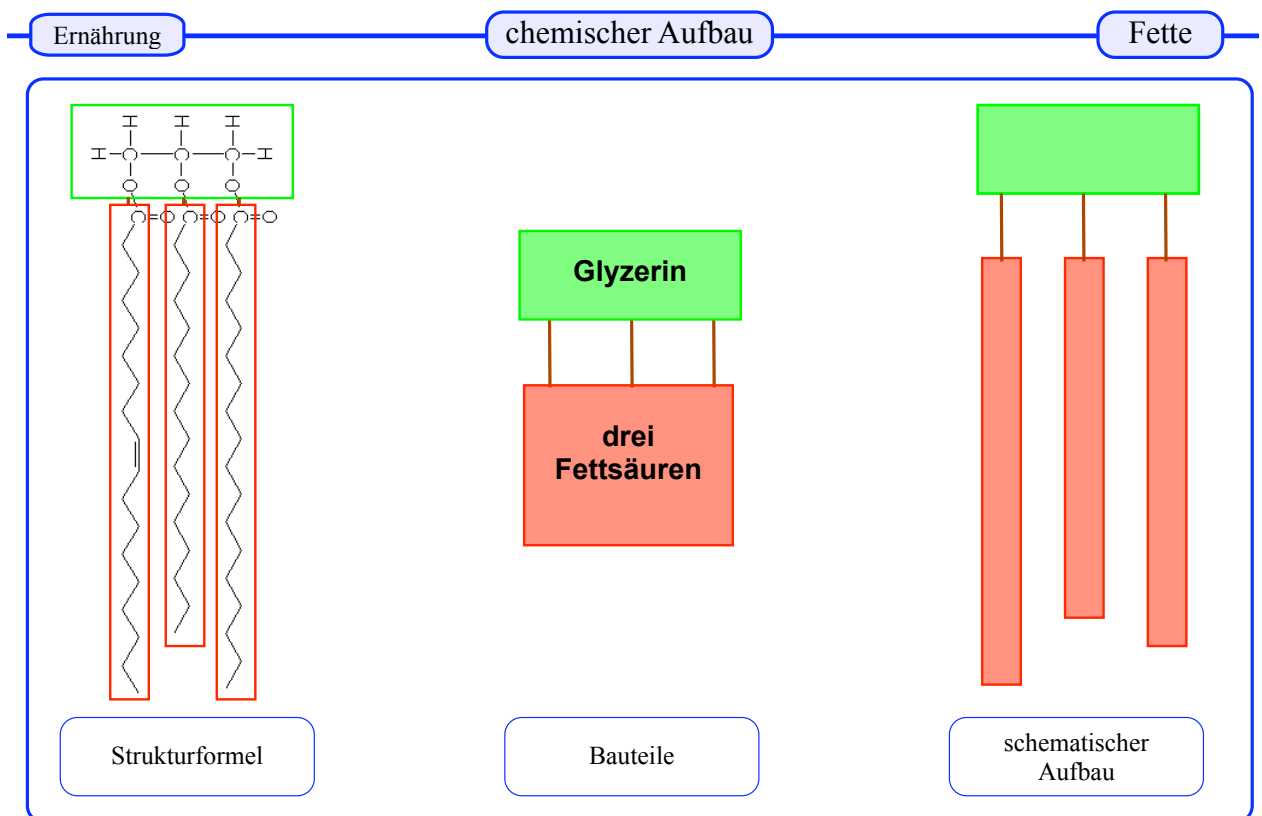 Ernährung
chemischer Aufbau
Fette
H H H
H C C C H
O O O
C=O C=O C=O
Glyzerin
drei
Fettsäuren
Strukturformel
Bauteile
schematischer
Aufbau